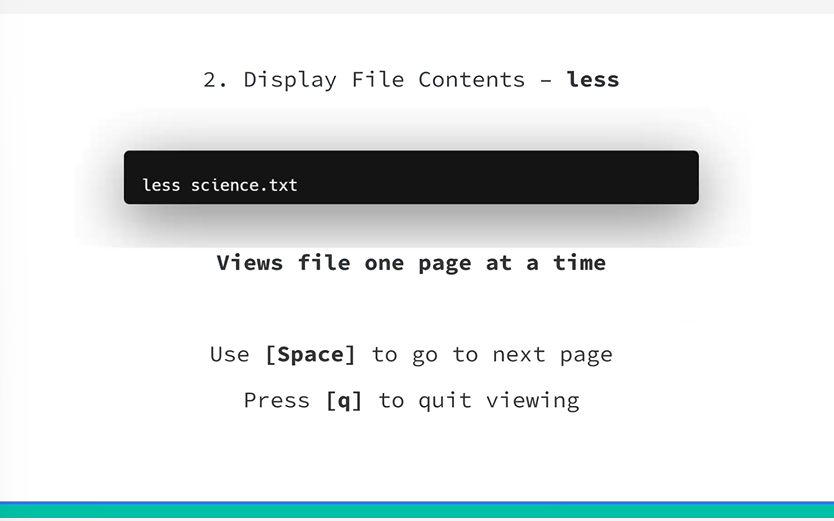 2. Display File Contents – less
less science.txt
Views file one page at a time
Use [Space] to go to next page
Press [q] to quit viewing